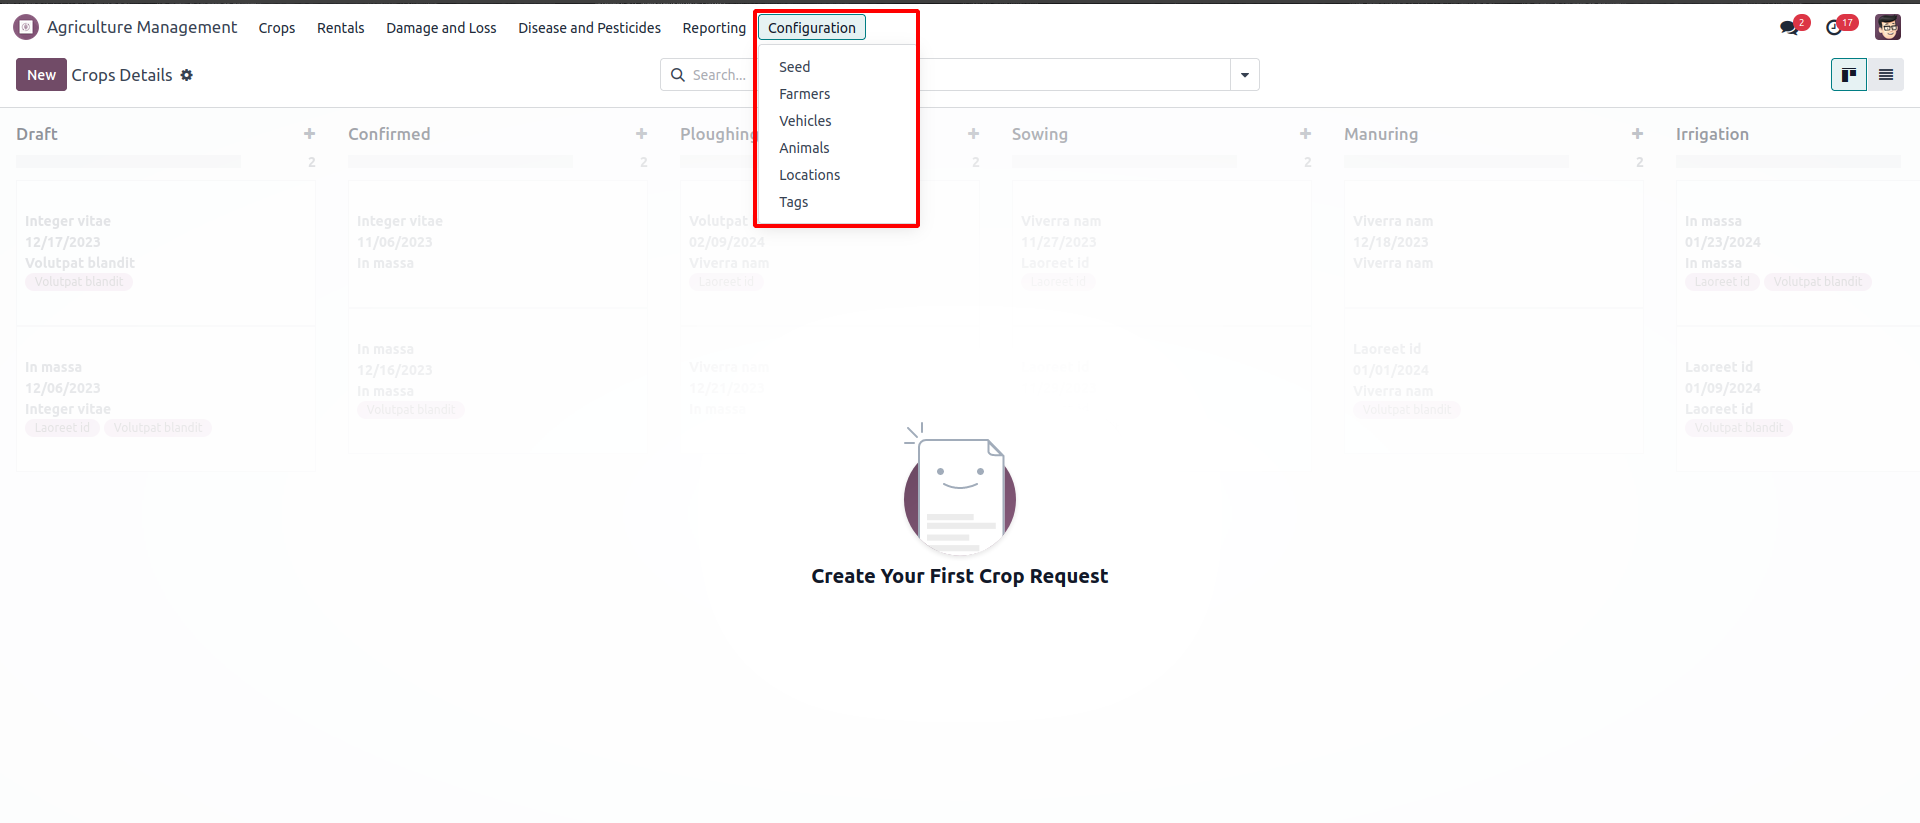 Agriculture Management Crops Rentals Damage and Loss Disease and Pesticides Reporting Configuration 2 17
New Crops Details Search...
Seed
Farmers
Vehicles
Animals
Locations
Tags
Draft Confirmed Ploughing Sowing Manuring Irrigation
2 2 2 2 2
Integer vitae
12/17/2023
Volutpat blandit
Volutpat blandit
In massa
12/06/2023
Integer vitae
Laoreet id Volutpat blandit
Integer vitae
11/06/2023
In massa
In massa
12/16/2023
In massa
Volutpat blandit
Volutpat
02/09/2024
Viverra nam
Laoreet id
Viverra nam
12/21/2023
In massa
Viverra nam
11/27/2023
Laoreet id
Laoreet id
Viverra nam
12/18/2023
Viverra nam
Laoreet id
01/01/2024
Viverra nam
Volutpat blandit
In massa
01/23/2024
In massa
Laoreet id Volutpat blandit
Laoreet id
01/09/2024
Laoreet id
Volutpat blandit
Create Your First Crop Request